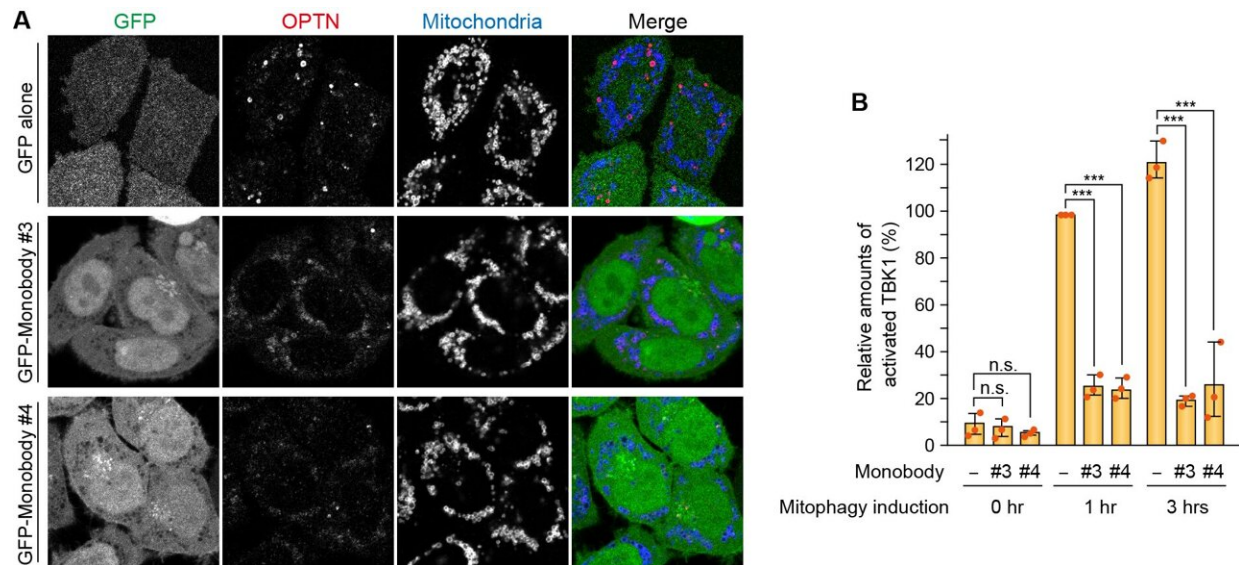 A
GFP
OPTN
Mitochondria
Merge
GFP alone
GFP-Monobody #3
GFP-Monobody #4
B
Relative amounts of
activated TBK1 (%)
120
100
80
60
40
20
0
n.s.
n.s.
***
***
***
***
Monobody
– #3 #4
– #3 #4
– #3 #4
Mitophagy induction
0 hr
1 hr
3 hrs